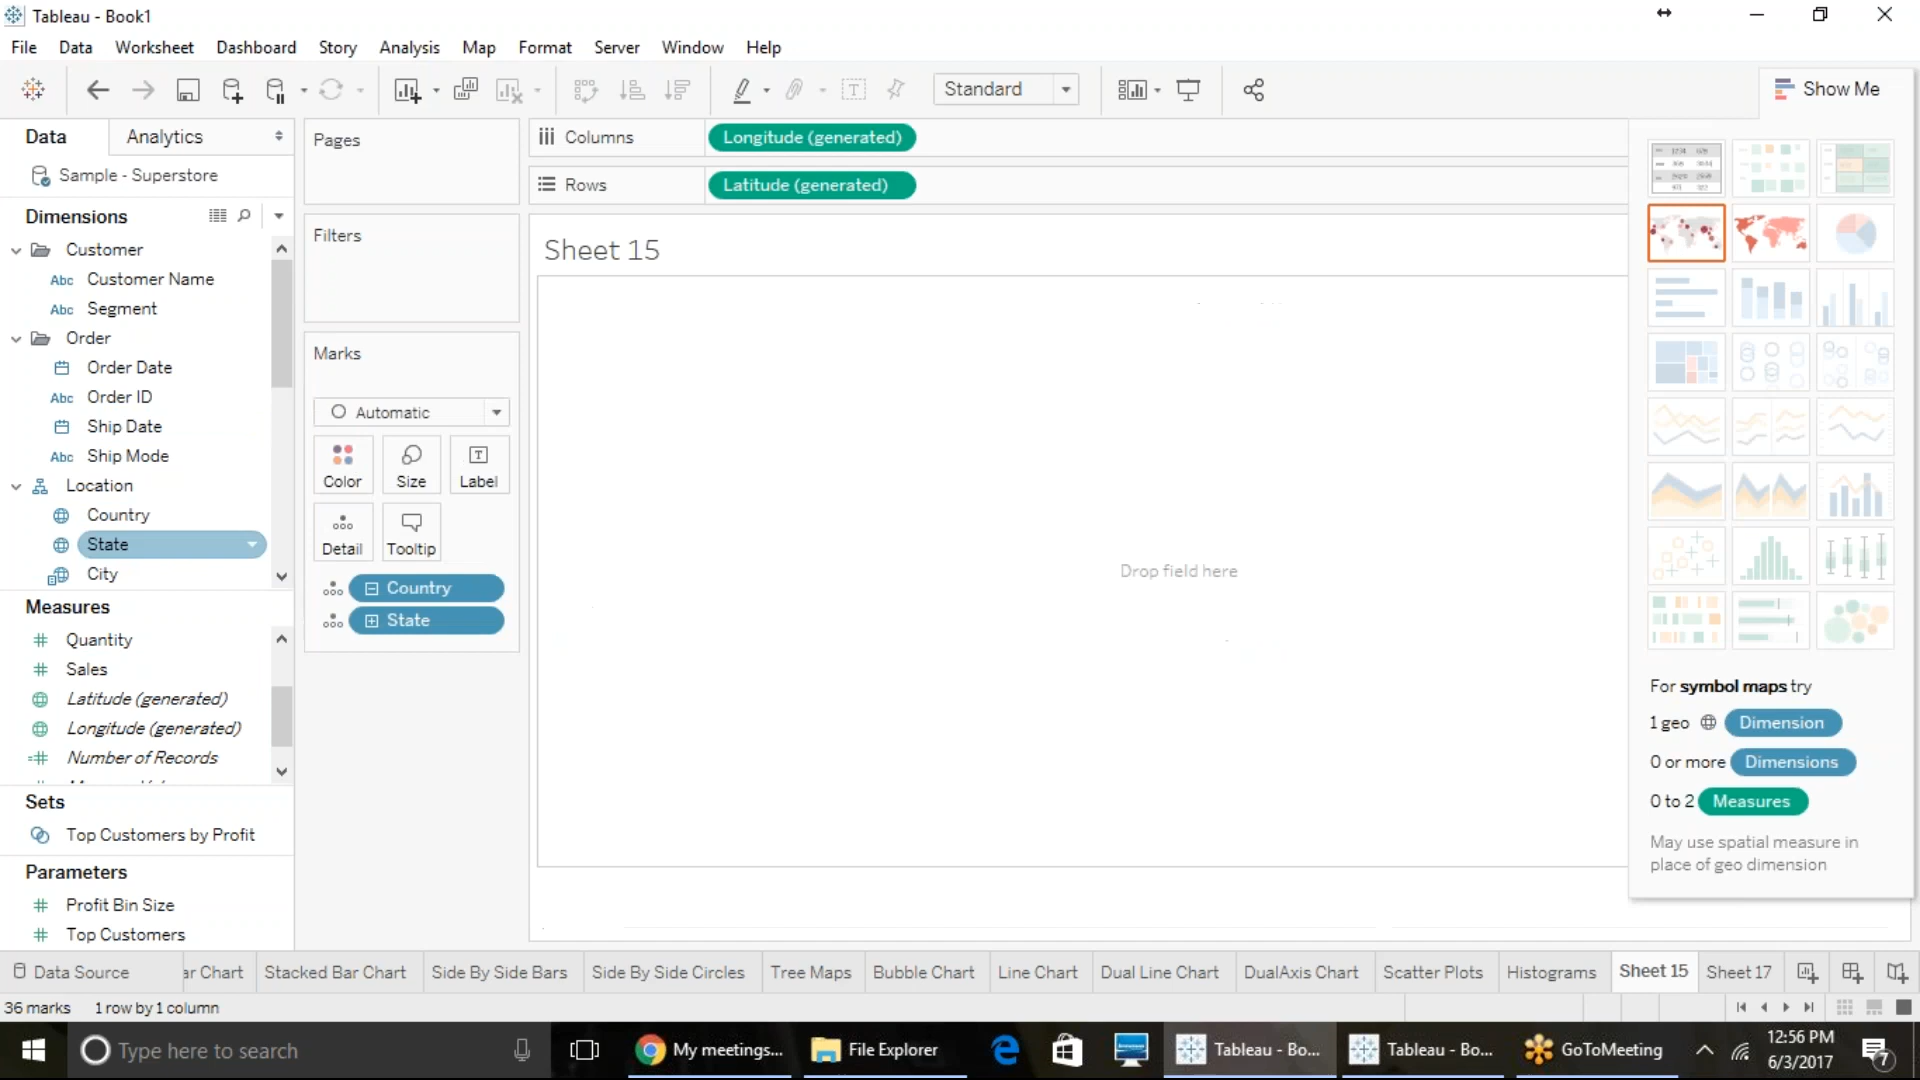 Tableau - Book1
File Data Worksheet Dashboard Story Analysis Map Format Server Window Help
Standard
Show Me
Data Analytics
Sample - Superstore
Dimensions
Customer
Abc Customer Name
Abc Segment
Order
Order Date
Abc Order ID
Ship Date
Abc Ship Mode
Location
Country
State
City
Measures
Quantity
Sales
Latitude (generated)
Longitude (generated)
Number of Records
Sets
Top Customers by Profit
Parameters
Profit Bin Size
Top Customers
Pages
Filters
Marks
Automatic
Color Size Label
Detail Tooltip
Country
State
Columns Longitude (generated)
Rows Latitude (generated)
Sheet 15
Drop field here
For symbol maps try
1 geo Dimension
0 or more Dimensions
0 to 2 Measures
May use spatial measure in
place of geo dimension
Data Source ar Chart Stacked Bar Chart Side By Side Bars Side By Side Circles Tree Maps Bubble Chart Line Chart Dual Line Chart DualAxis Chart Scatter Plots Histograms Sheet 15 Sheet 17
36 marks 1 row by 1 column
Type here to search My meetings... File Explorer Tableau - Bo... Tableau - Bo... GoToMeeting 12:56 PM
6/3/2017 7